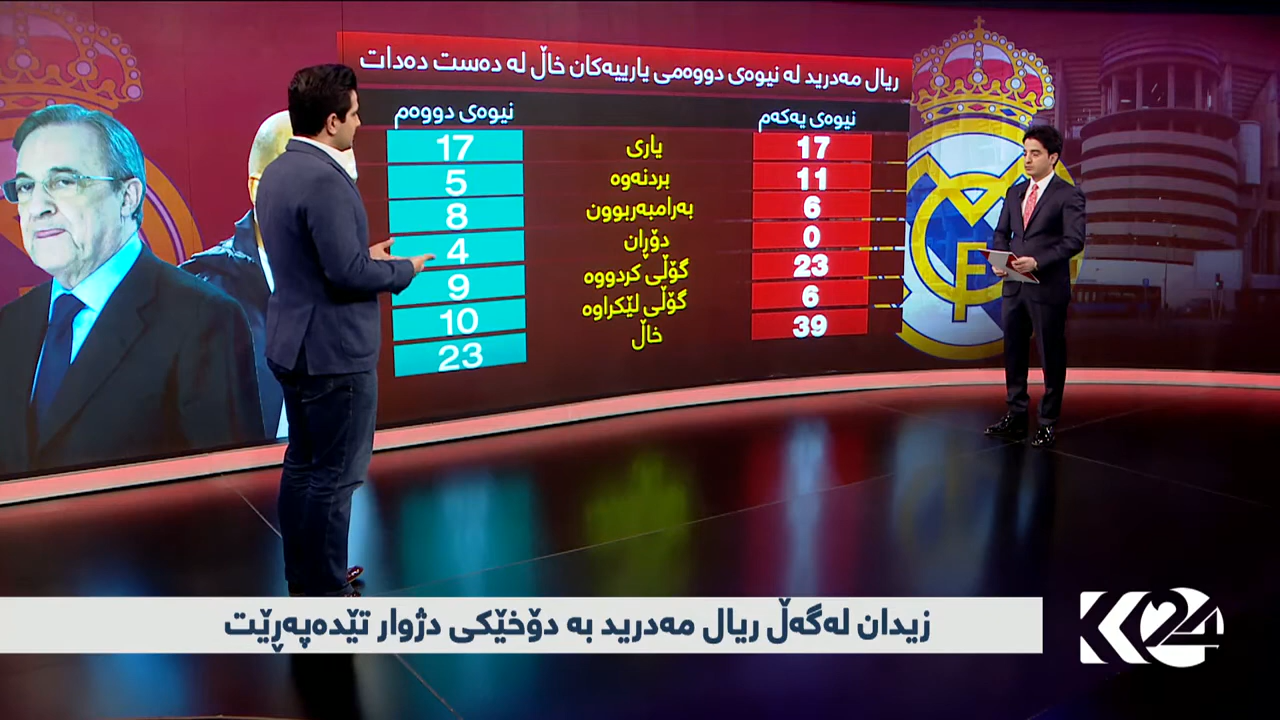 ریال مەدرید لە نیوەی دووەمی یارییەکان خاڵ لە دەست دەدات
نیوەی یەکەم نیوەی دووەم
17 یاری 17
11 بردنەوە 5
6 بەرامبەربوون 8
0 دۆڕان 4
23 گۆڵی کردووە 9
6 گۆڵی لێکراوە 10
39 خاڵ 23
زیدان لەگەڵ ریال مەدرید بە دۆخێکی دژوار تێدەپەڕێت
K24